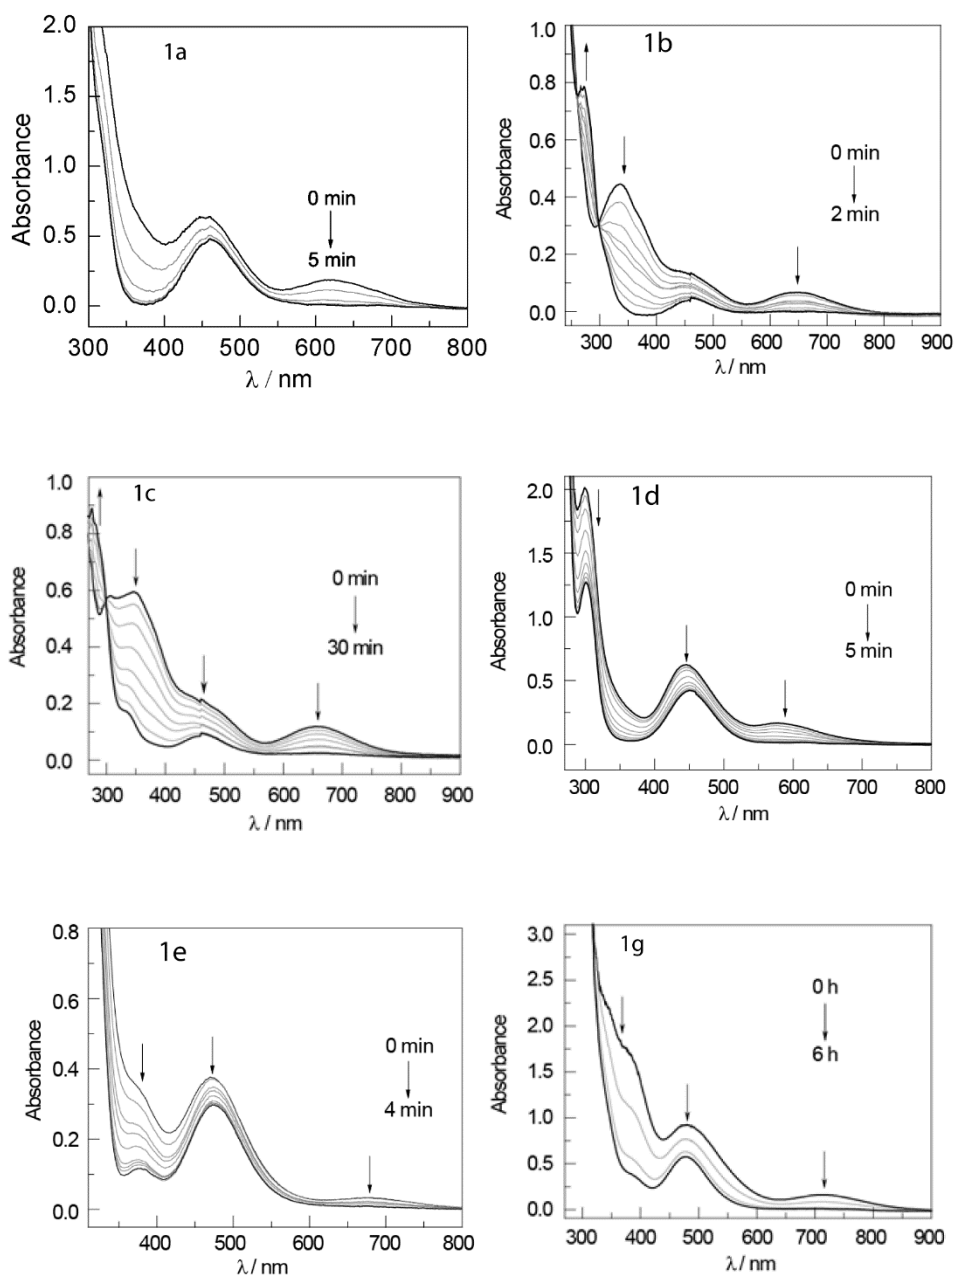 1a
Absorbance
2.0
1.5
1.0
0.5
0.0
0 min
5 min
300 400 500 600 700 800
λ / nm
1b
Absorbance
1.0
0.8
0.6
0.4
0.2
0.0
0 min
2 min
300 400 500 600 700 800 900
λ / nm
1c
Absorbance
1.0
0.8
0.6
0.4
0.2
0.0
0 min
30 min
300 400 500 600 700 800 900
λ / nm
1d
Absorbance
2.0
1.5
1.0
0.5
0.0
0 min
5 min
300 400 500 600 700 800
λ / nm
1e
Absorbance
0.8
0.6
0.4
0.2
0.0
0 min
4 min
400 500 600 700 800
λ / nm
1g
Absorbance
3.0
2.5
2.0
1.5
1.0
0.5
0.0
0 h
6 h
300 400 500 600 700 800 900
λ / nm